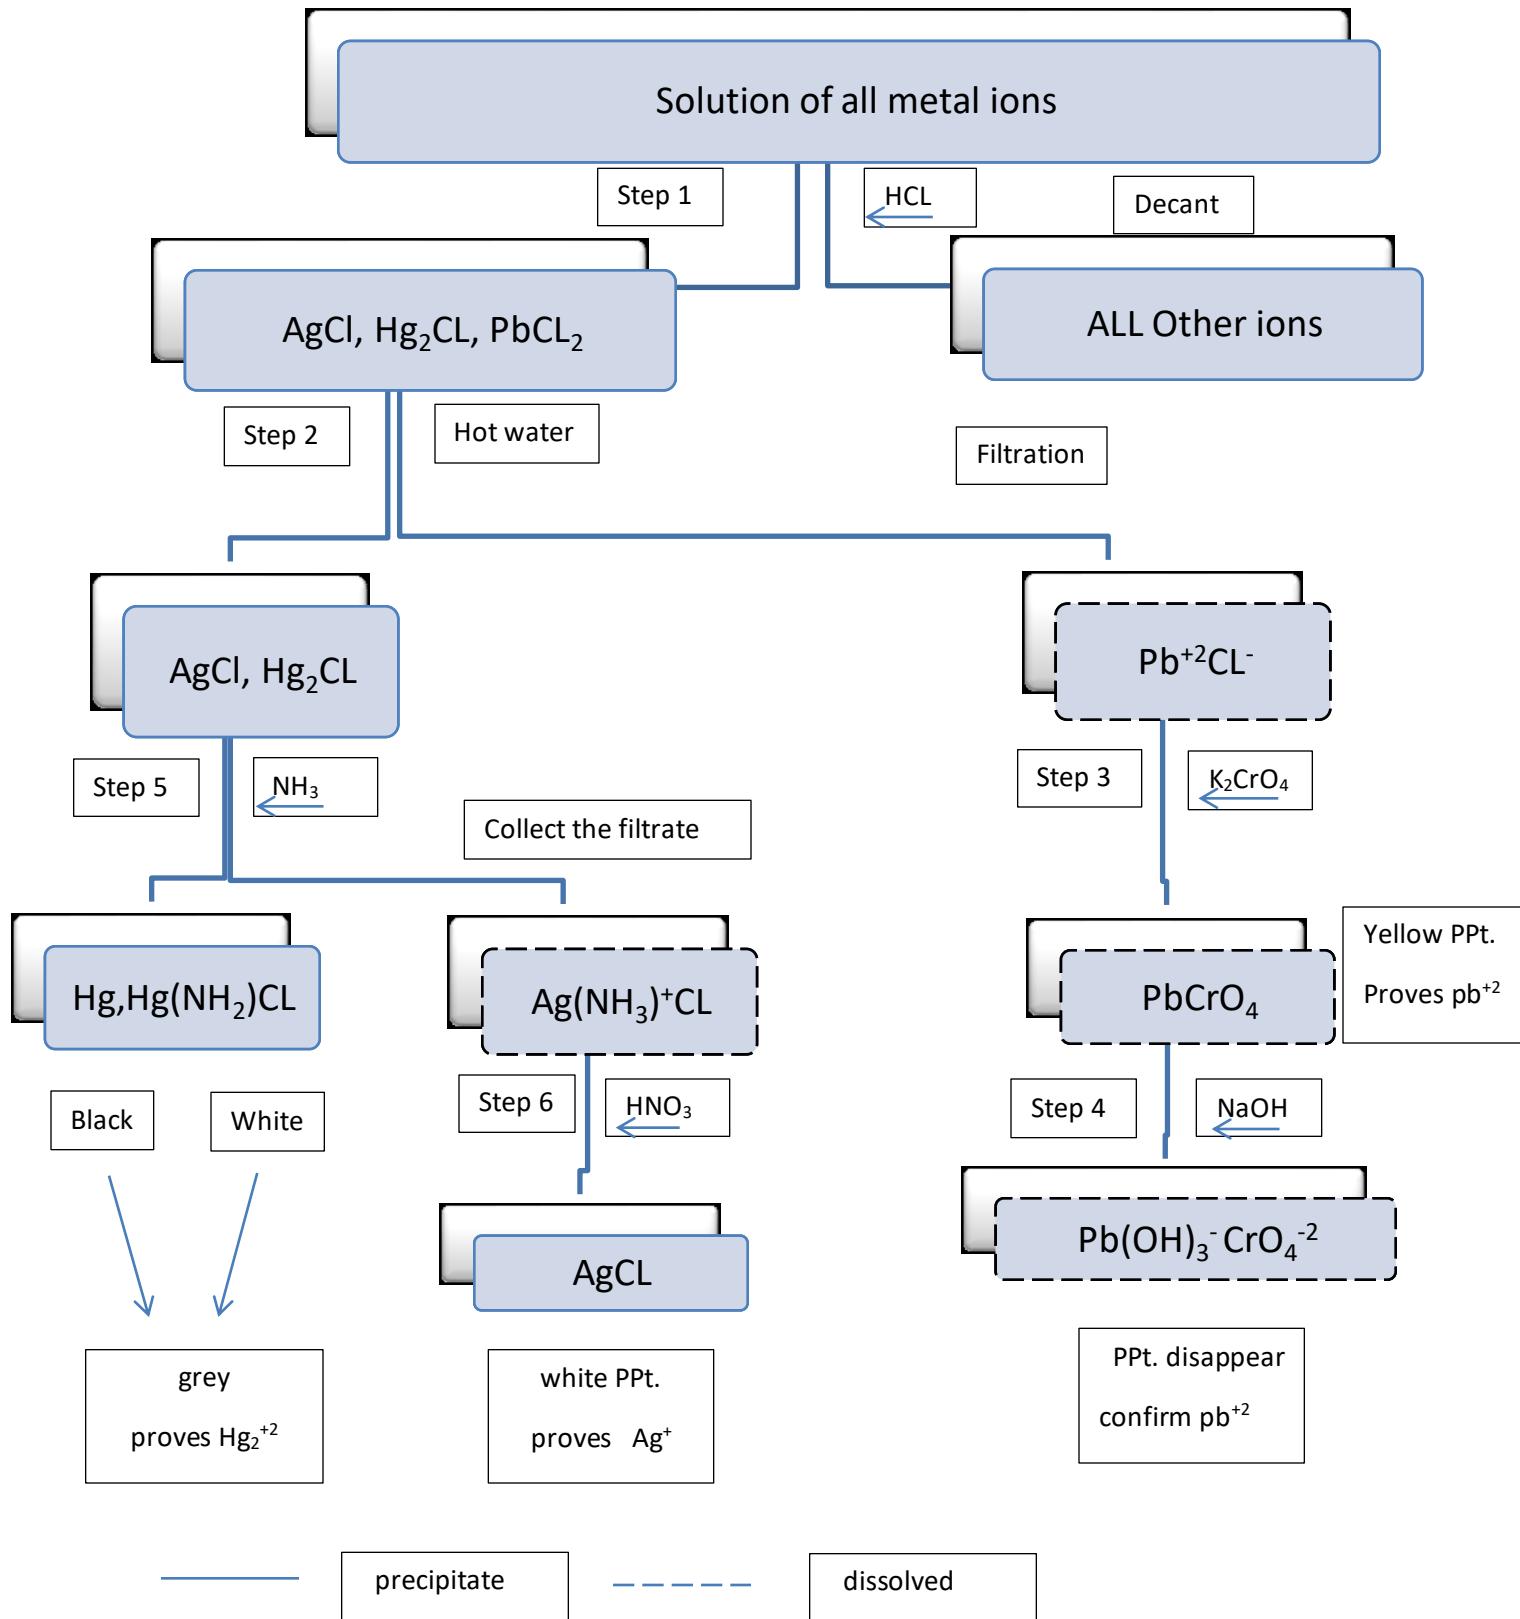 Solution of all metal ions
Step 1
HCL
Decant
AgCl, Hg₂CL, PbCL₂
ALL Other ions
Step 2
Hot water
Filtration
AgCl, Hg₂CL
Pb⁺²CL⁻
Step 5
NH₃
Step 3
K₂CrO₄
Collect the filtrate
Hg,Hg(NH₂)CL
Ag(NH₃)⁺CL
PbCrO₄
Yellow PPt.
Proves pb⁺²
Black
White
Step 6
HNO₃
Step 4
NaOH
AgCL
Pb(OH)₃⁻ CrO₄⁻²
grey
proves Hg₂⁺²
white PPt.
proves Ag⁺
PPt. disappear
confirm pb⁺²
precipitate
dissolved